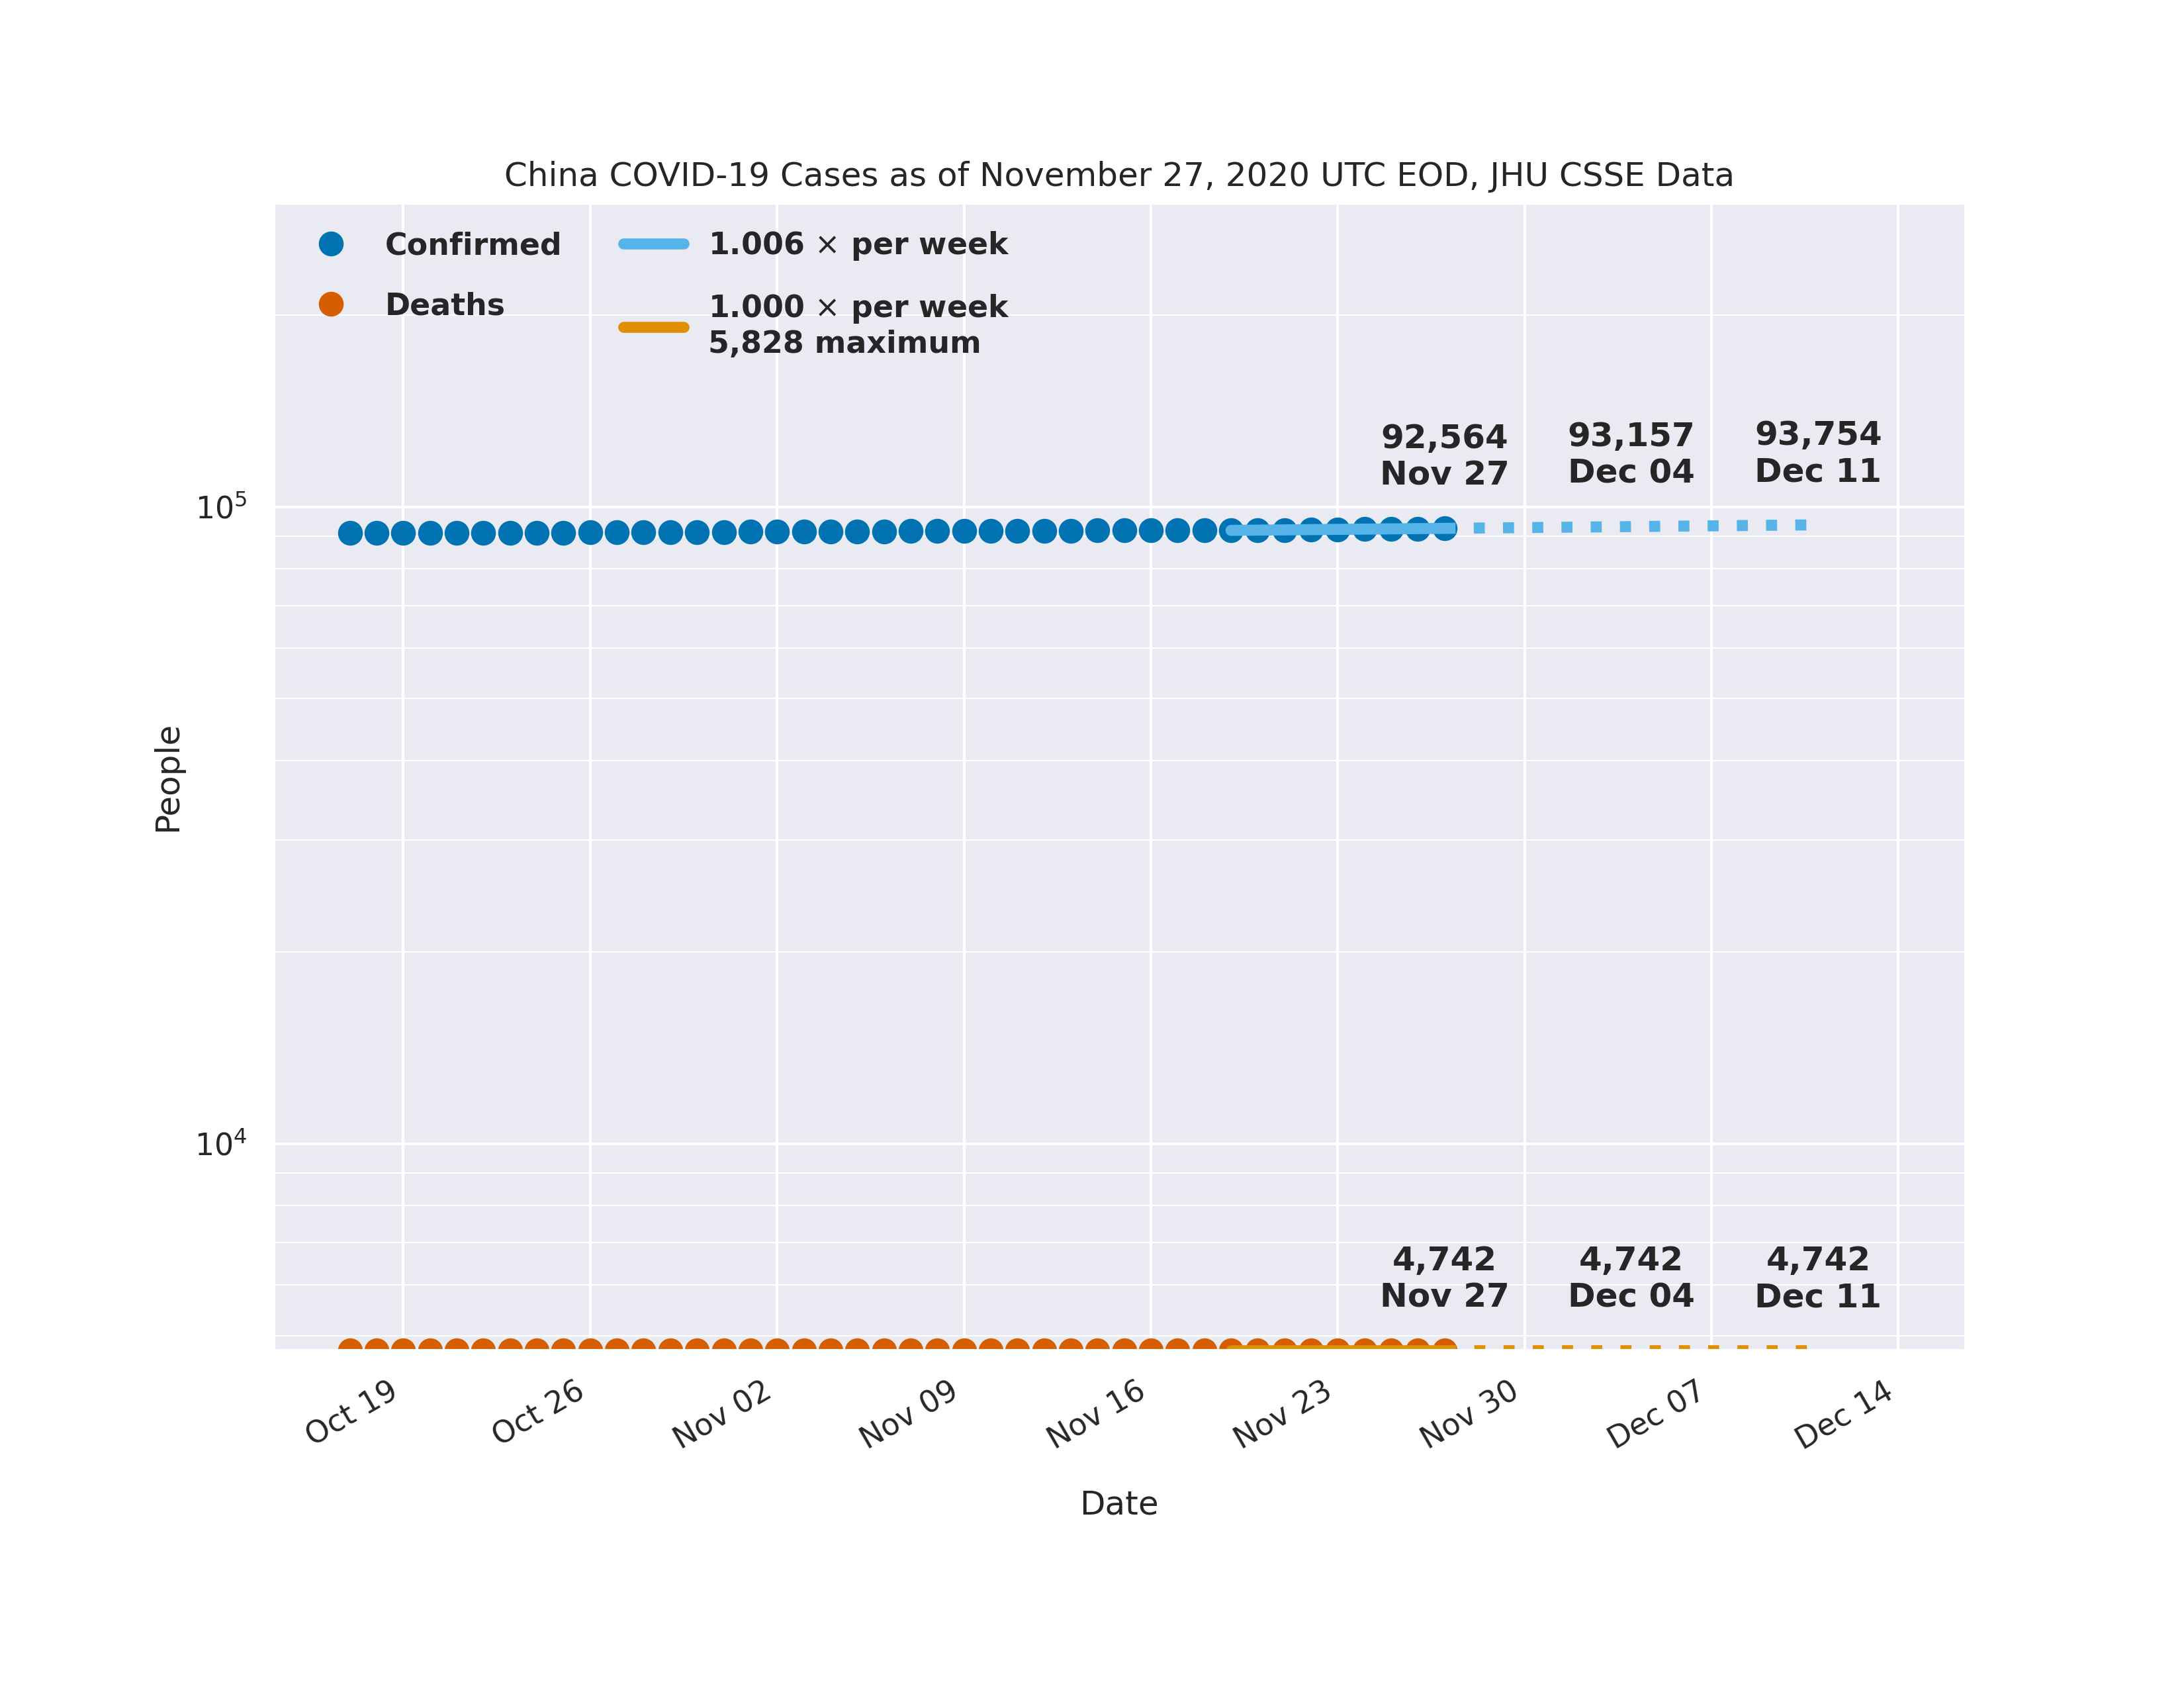 China COVID-19 Cases as of November 27, 2020 UTC EOD, JHU CSSE Data
Confirmed
Deaths
1.006 × per week
1.000 × per week
5,828 maximum
92,564
Nov 27
93,157
Dec 04
93,754
Dec 11
10⁵
People
10⁴
4,742
Nov 27
4,742
Dec 04
4,742
Dec 11
Oct 19
Oct 26
Nov 02
Nov 09
Nov 16
Nov 23
Nov 30
Dec 07
Dec 14
Date